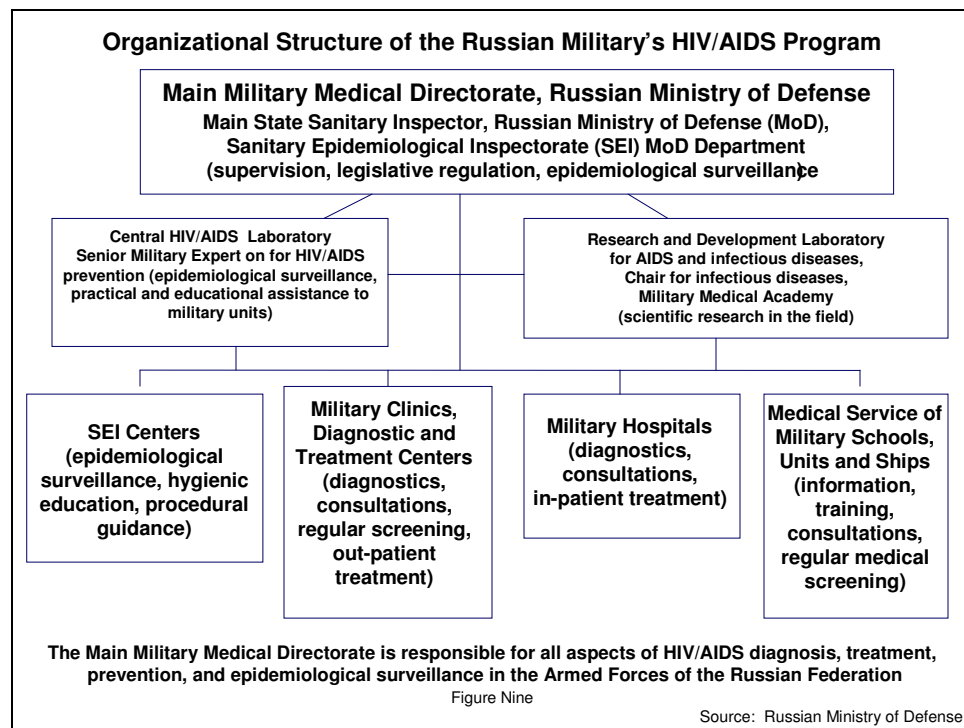 Organizational Structure of the Russian Military's HIV/AIDS Program
Main Military Medical Directorate, Russian Ministry of Defense
Main State Sanitary Inspector, Russian Ministry of Defense (MoD),
Sanitary Epidemiological Inspectorate (SEI) MoD Department
(supervision, legislative regulation, epidemiological surveillance)
Central HIV/AIDS Laboratory
Senior Military Expert on for HIV/AIDS
prevention (epidemiological surveillance,
practical and educational assistance to
military units)
Research and Development Laboratory
for AIDS and infectious diseases,
Chair for infectious diseases,
Military Medical Academy
(scientific research in the field)
SEI Centers
(epidemiological
surveillance, hygienic
education, procedural
guidance)
Military Clinics,
Diagnostic and
Treatment Centers
(diagnostics,
consultations,
regular screening,
out-patient
treatment)
Military Hospitals
(diagnostics,
consultations,
in-patient treatment)
Medical Service of
Military Schools,
Units and Ships
(information,
training,
consultations,
regular medical
screening)
The Main Military Medical Directorate is responsible for all aspects of HIV/AIDS diagnosis, treatment,
prevention, and epidemiological surveillance in the Armed Forces of the Russian Federation
Figure Nine
Source: Russian Ministry of Defense